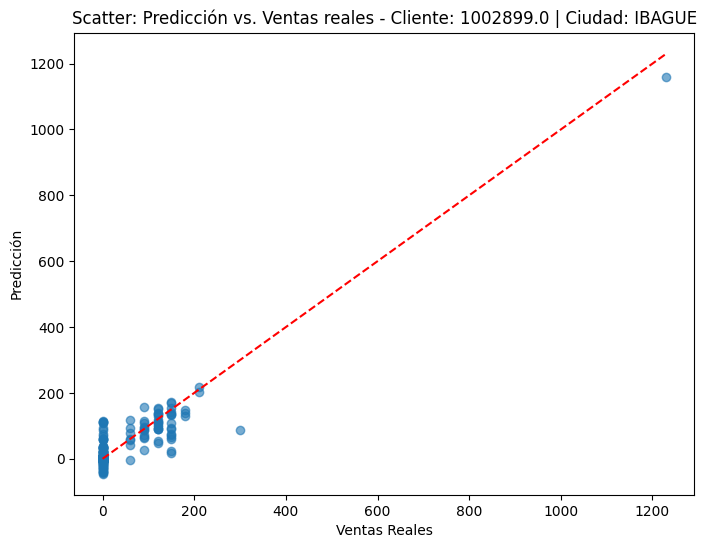 Scatter: Predicción vs. Ventas reales - Cliente: 1002899.0 | Ciudad: IBAGUE
1200
1000
800
600
400
200
0
Predicción
0 200 400 600 800 1000 1200
Ventas Reales